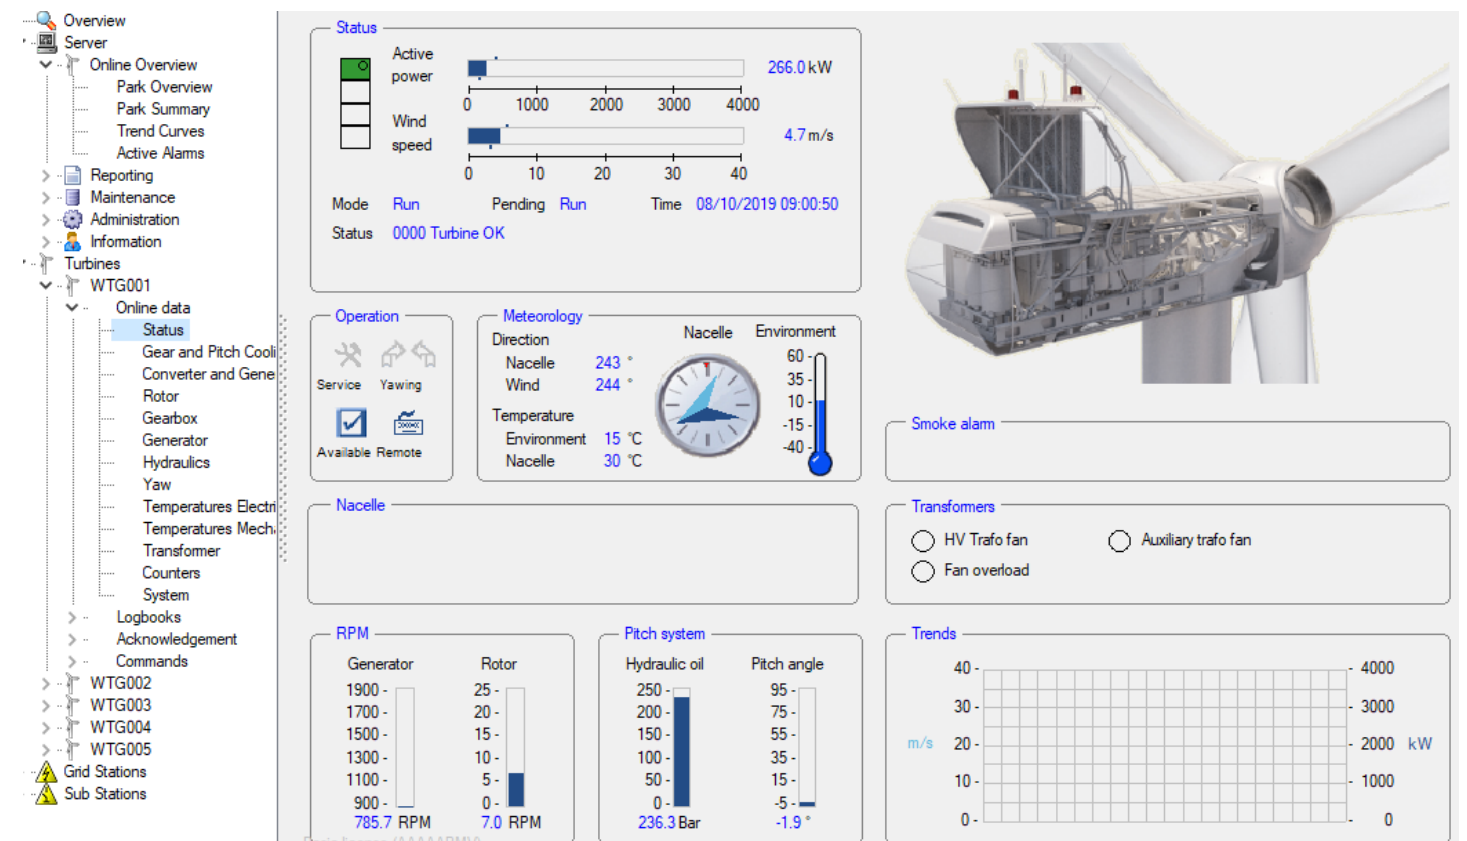 Overview
Server
Online Overview
Park Overview
Park Summary
Trend Curves
Active Alarms
Reporting
Maintenance
Administration
Information
Turbines
WTG001
Online data
Status
Gear and Pitch Cooli
Converter and Gene
Rotor
Gearbox
Generator
Hydraulics
Yaw
Temperatures Electri
Temperatures Mech
Transformer
Counters
System
Logbooks
Acknowledgement
Commands
WTG002
WTG003
WTG004
WTG005
Grid Stations
Sub Stations
Status
Active power 266.0 kW
0 1000 2000 3000 4000
Wind speed 4.7 m/s
0 10 20 30 40
Mode Run Pending Run Time 08/10/2019 09:00:50
Status 0000 Turbine OK
Operation
Service Yawing
Available Remote
Meteorology
Direction
Nacelle 243 °
Wind 244 °
Temperature
Environment 15 °C
Nacelle 30 °C
Nacelle
Environment
60
35
10
-15
-40
Smoke alarm
Nacelle
Transformers
HV Trafo fan Auxiliary trafo fan
Fan overload
RPM
Generator
1900 -
1700 -
1500 -
1300 -
1100 -
900 -
785.7 RPM
Rotor
25 -
20 -
15 -
10 -
5 -
0 -
7.0 RPM
Pitch system
Hydraulic oil
250 -
200 -
150 -
100 -
50 -
0 -
236.3 Bar
Pitch angle
95 -
75 -
55 -
35 -
15 -
-5 -
-1.9 °
Trends
40 - - 4000
30 - - 3000
m/s 20 - - 2000 kW
10 - - 1000
0 - - 0